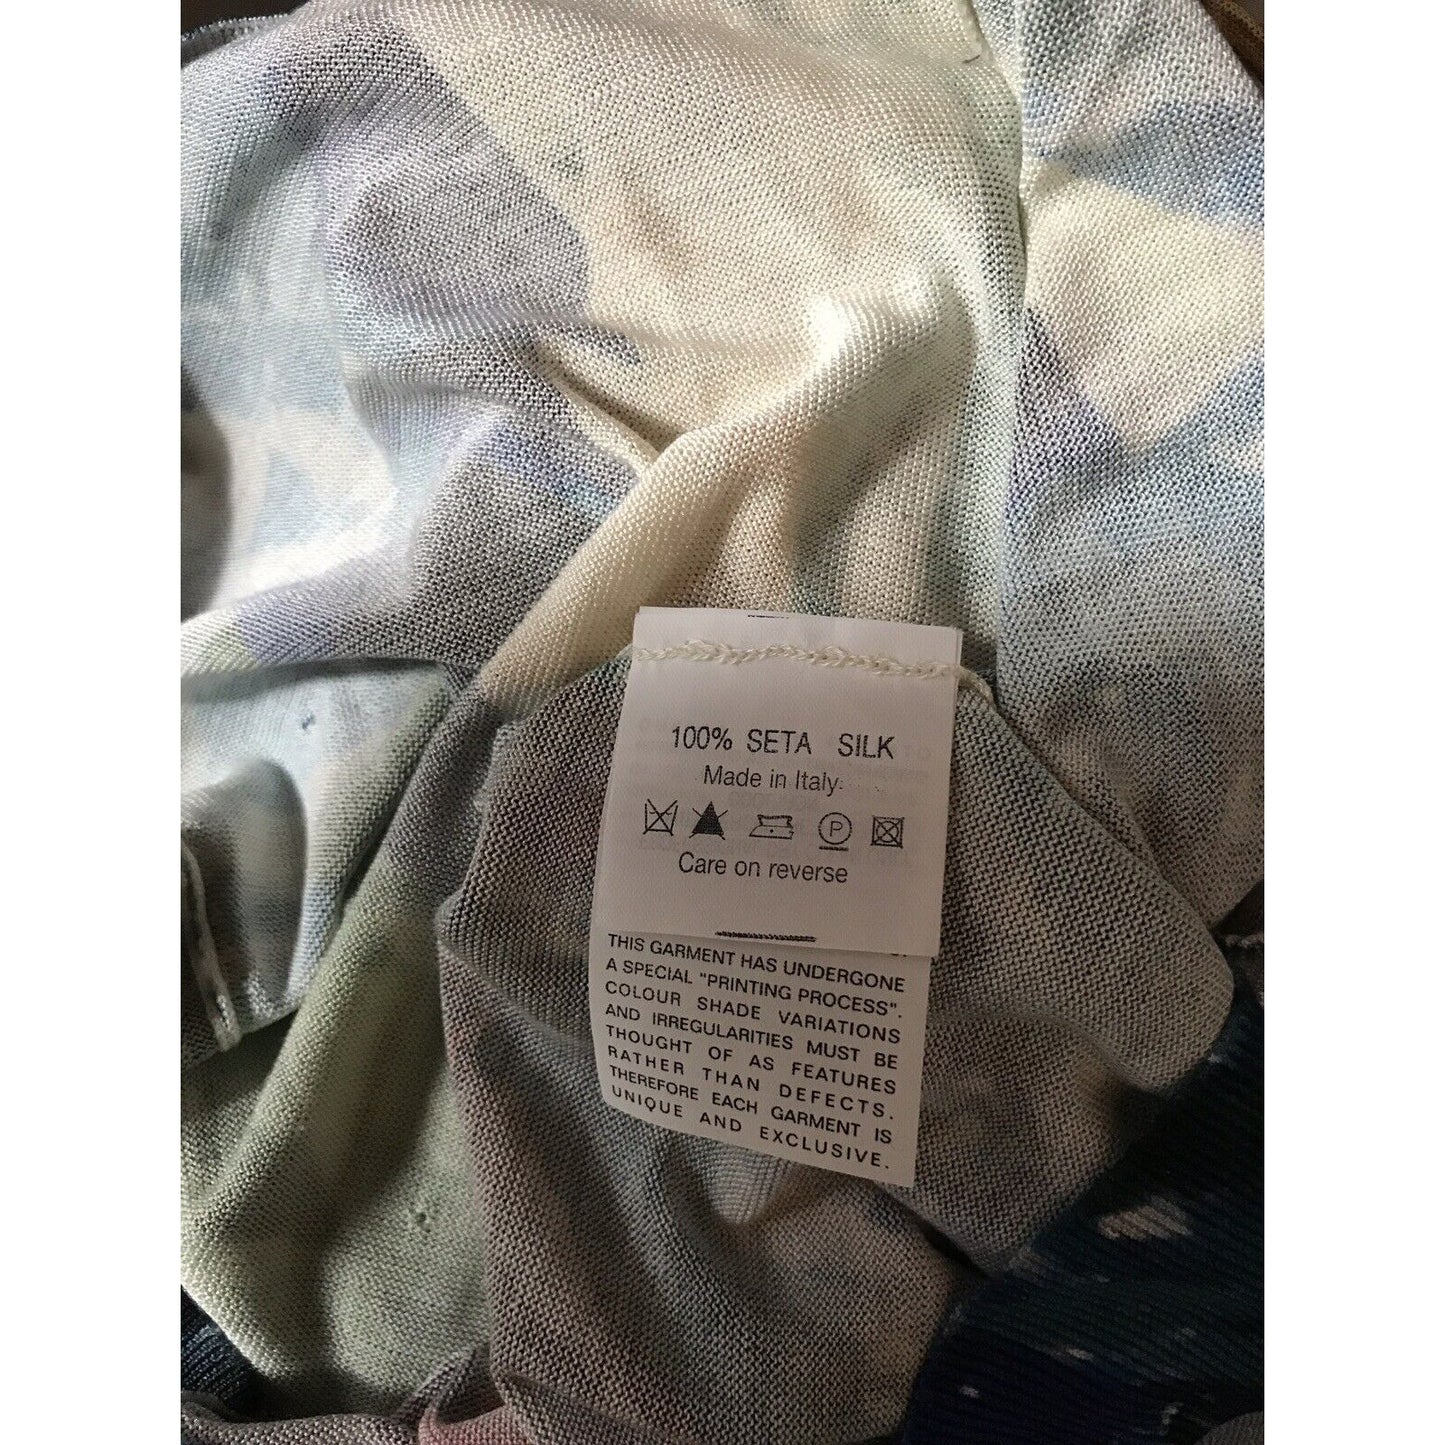 100% SETA SILK
Made in Italy
P
Care on reverse
THIS GARMENT HAS UNDERGONE
A SPECIAL "PRINTING PROCESS".
COLOUR SHADE VARIATIONS
AND IRREGULARITIES MUST BE
THOUGHT OF AS FEATURES
RATHER THAN DEFECTS.
THEREFORE EACH GARMENT IS
UNIQUE AND EXCLUSIVE.